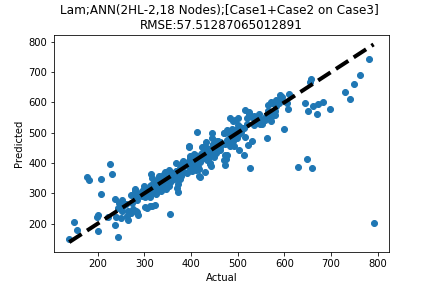 Lam;ANN(2HL-2,18 Nodes);[Case1+Case2 on Case3]
RMSE:57.51287065012891
800
700
600
500
400
300
200
Predicted
200 300 400 500 600 700 800
Actual